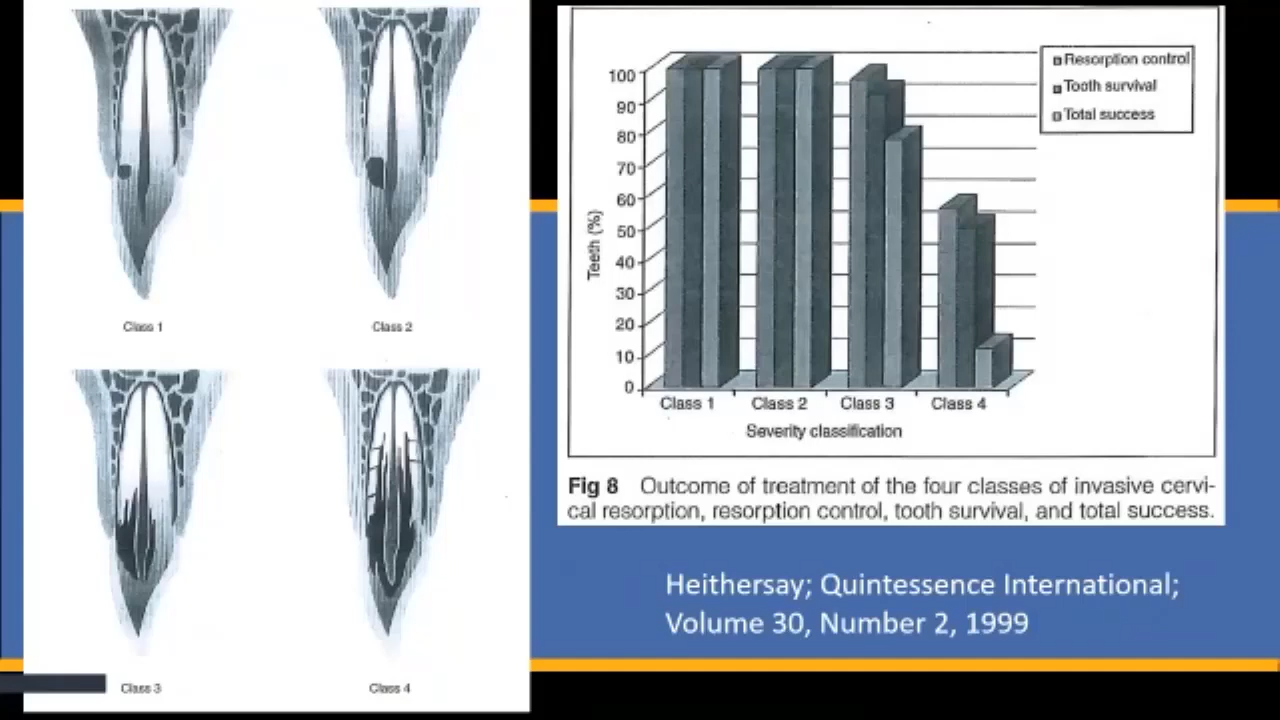 Class 1
Class 2
Class 3
Class 4
Resorption control
Tooth survival
Total success
100
90
80
70
60
50
40
30
20
10
0
Teeth (%)
Class 1 Class 2 Class 3 Class 4
Severity classification
Fig 8 Outcome of treatment of the four classes of invasive cervi-
cal resorption, resorption control, tooth survival, and total success.
Heithersay; Quintessence International;
Volume 30, Number 2, 1999